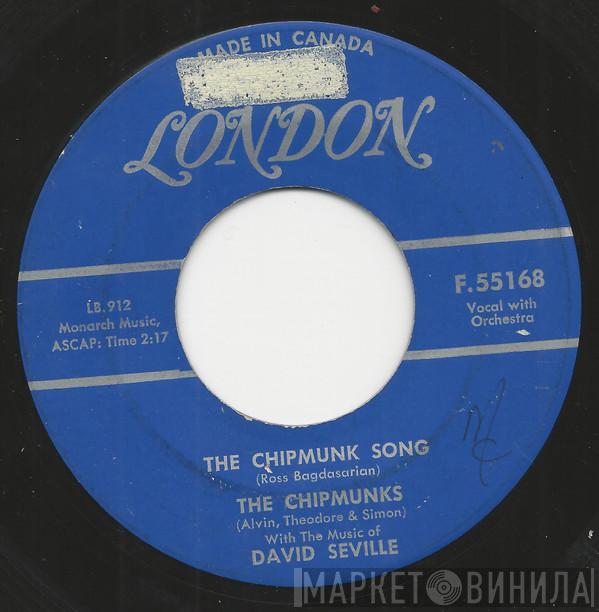 MADE IN CANADA
LONDON
F.55168
Vocal with
Orchestra
LB.912
Monarch Music,
ASCAP: Time 2:17
THE CHIPMUNK SONG
(Ross Bagdasarian)
THE CHIPMUNKS
(Alvin, Theodore & Simon)
With The Music of
DAVID SEVILLE
МАРКЕТ ВИНИЛА